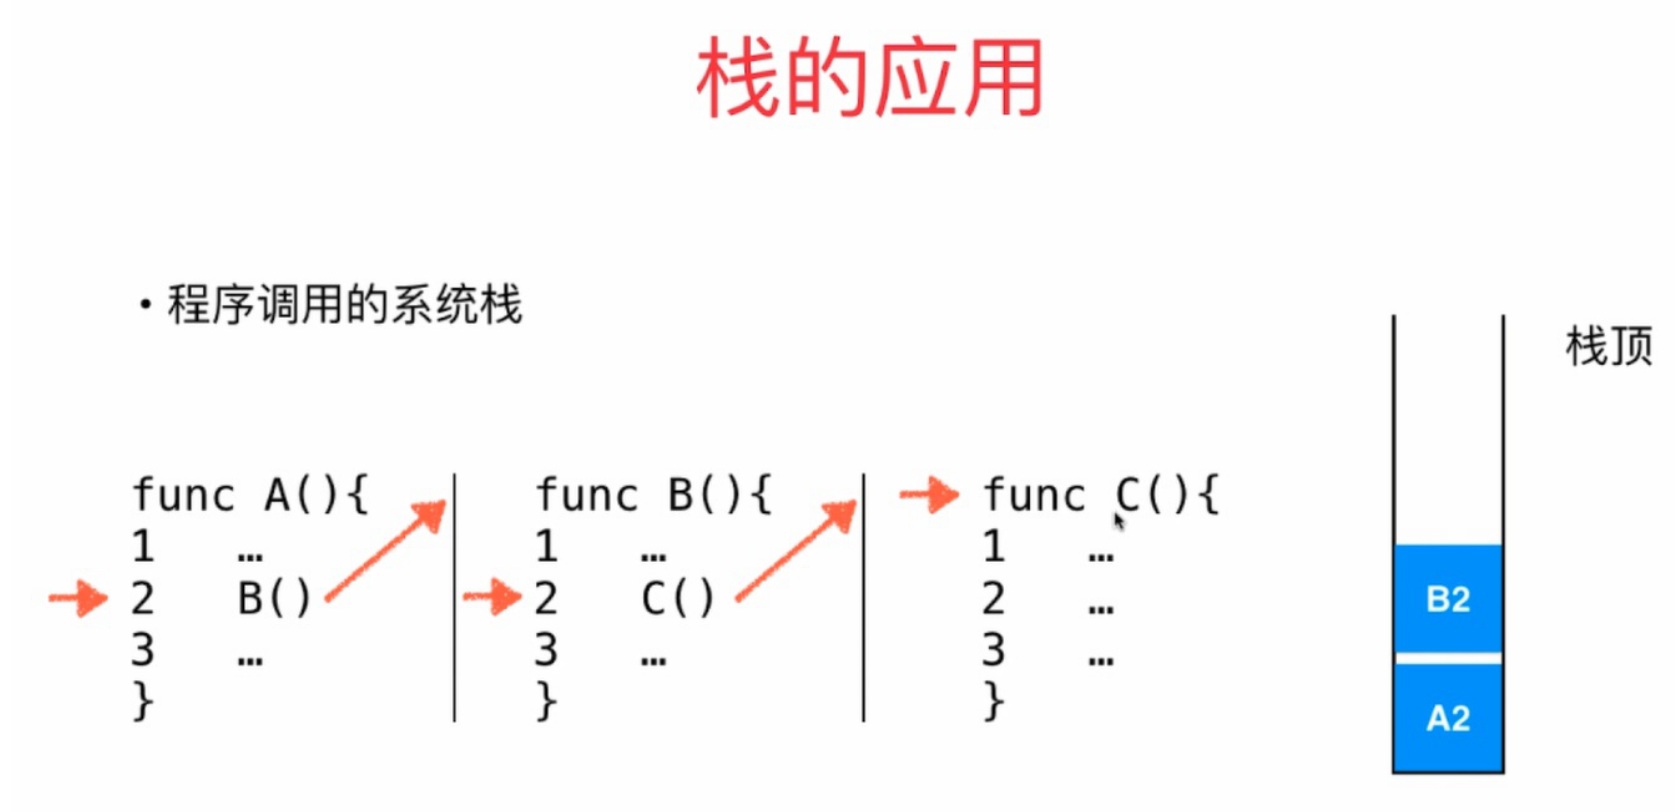 栈的应用
• 程序调用的系统栈
栈顶
func A(){
1 …
2 B()
3 …
}
func B(){
1 …
2 C()
3 …
}
func C(){
1 …
2 …
3 …
}
B2
A2